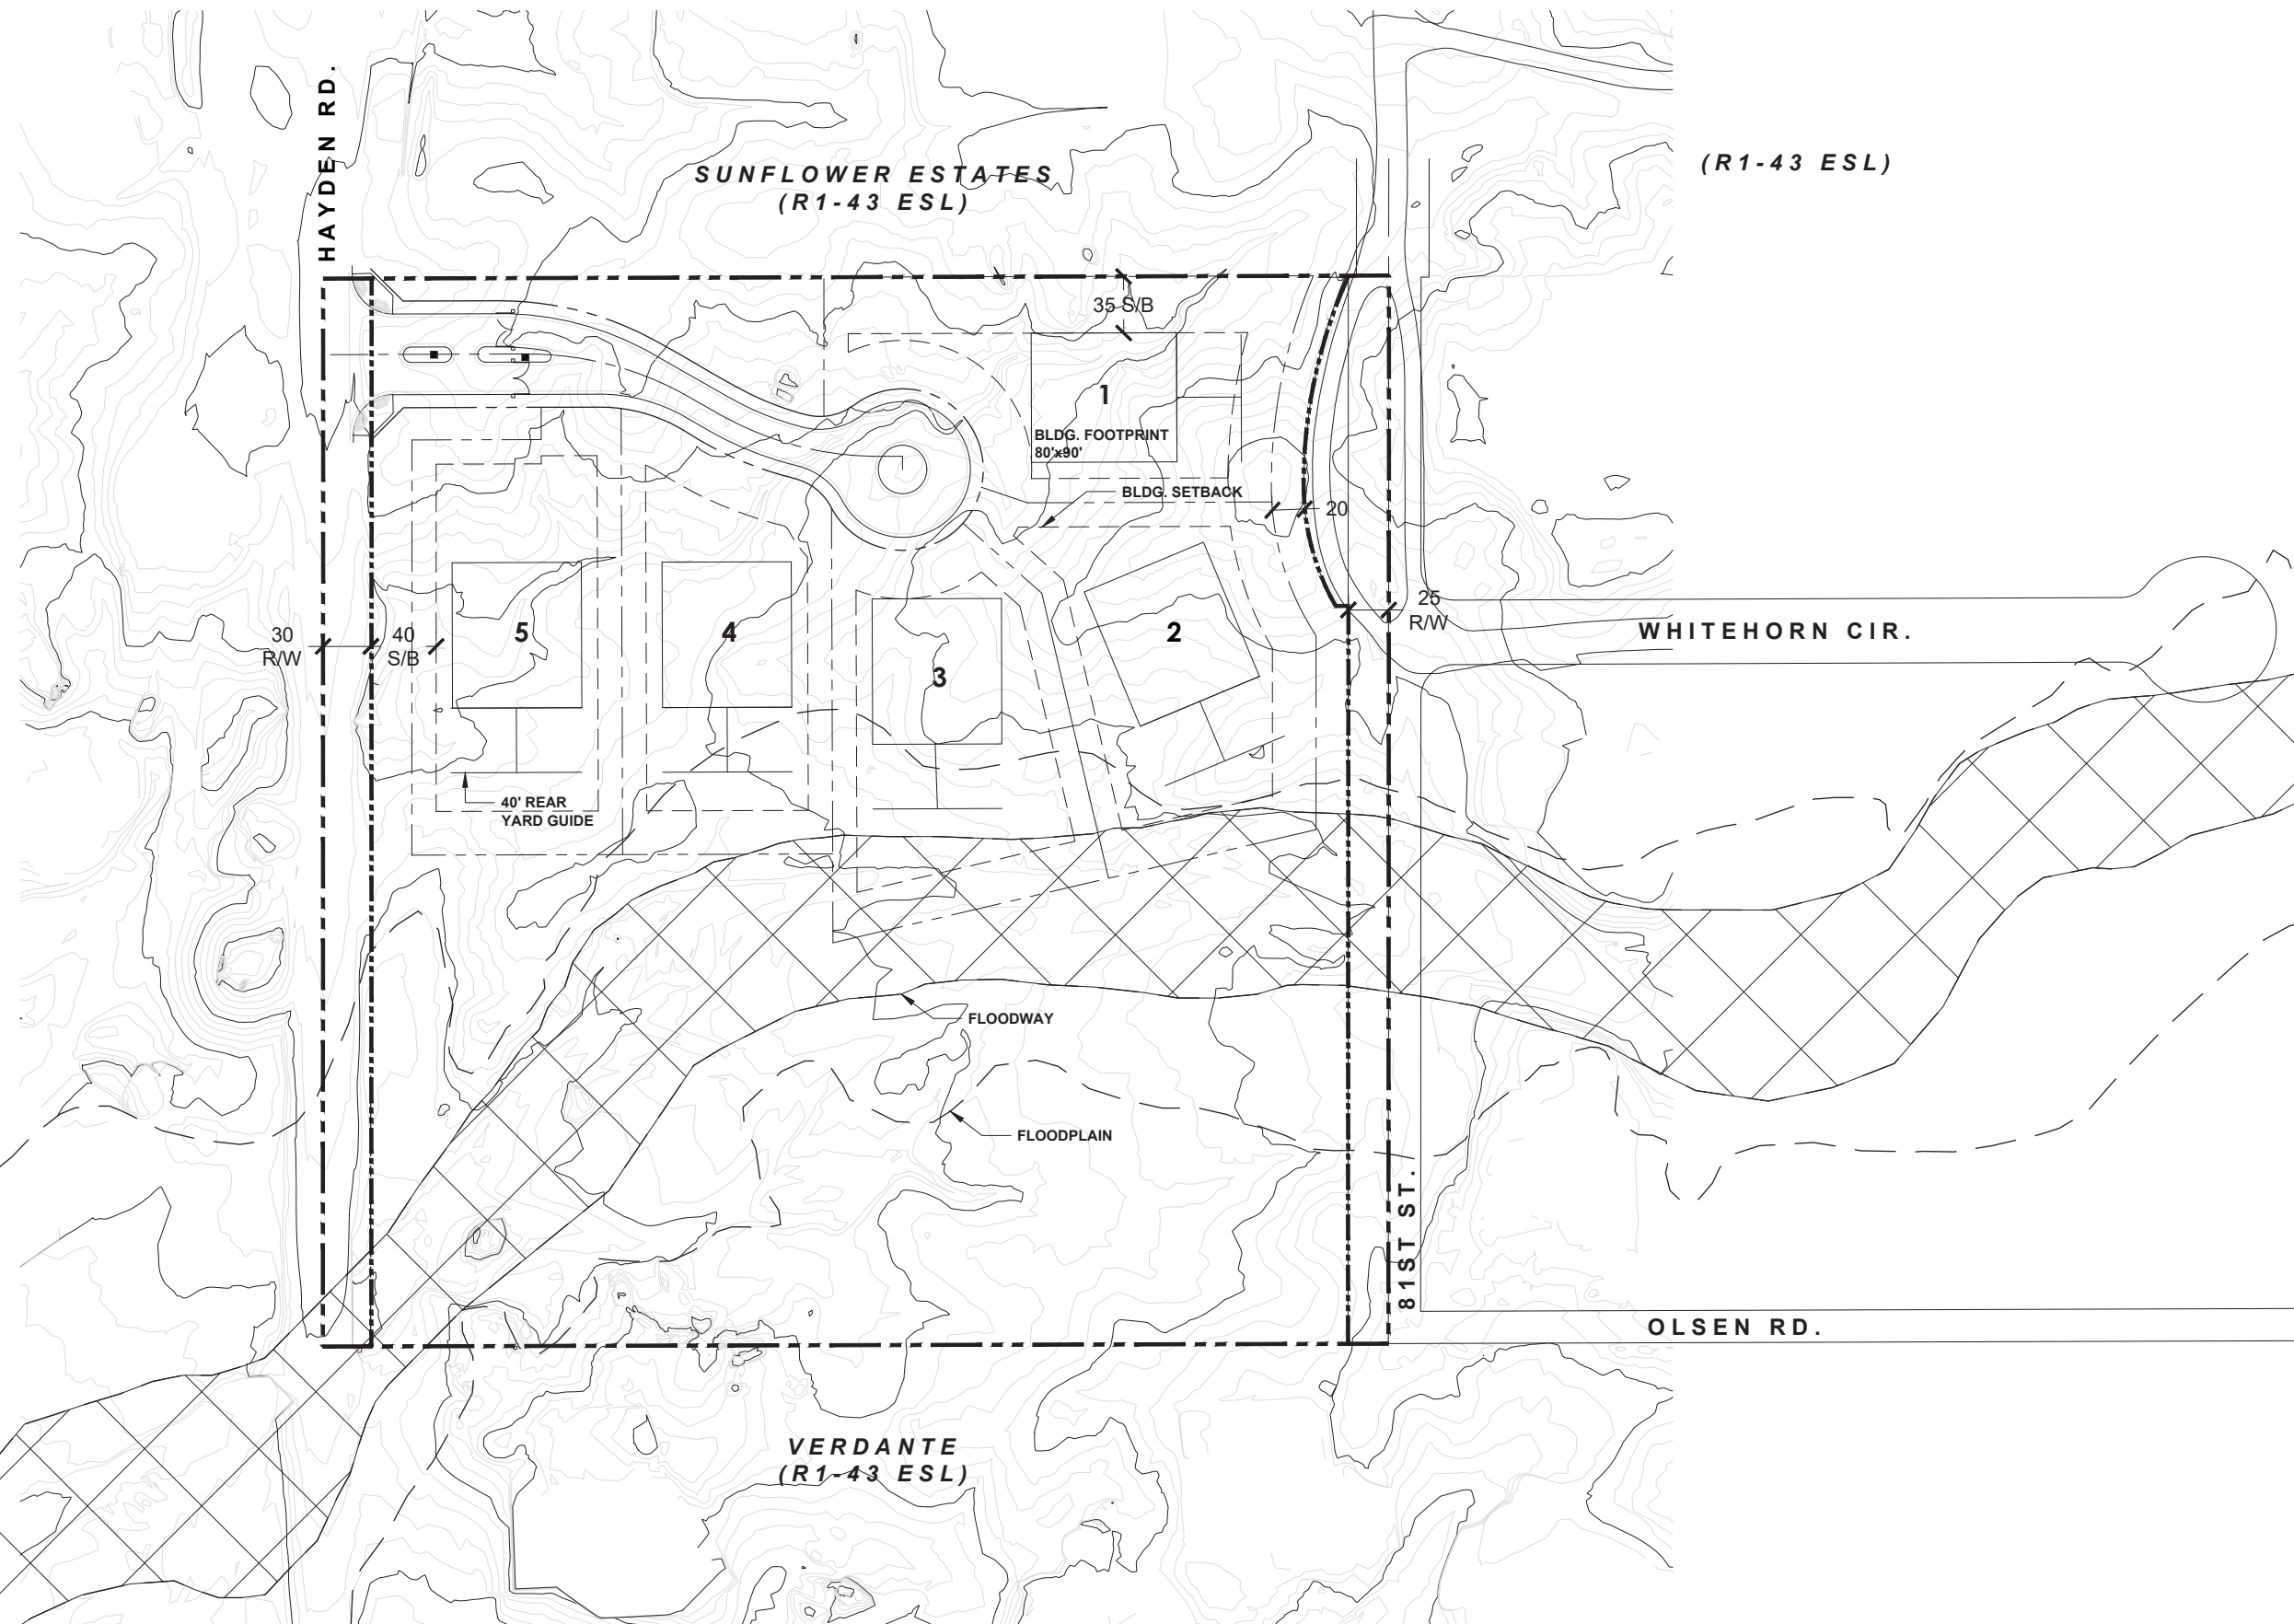 HAYDEN RD.
SUNFLOWER ESTATES
(R1-43 ESL)
(R1-43 ESL)
35 S/B
1
BLDG. FOOTPRINT
80'x90'
BLDG. SETBACK
20
30
R/W
40
S/B
5
4
3
2
25
R/W
WHITEHORN CIR.
40' REAR
YARD GUIDE
FLOODWAY
FLOODPLAIN
81ST ST.
OLSEN RD.
VERDANTE
(R1-43 ESL)